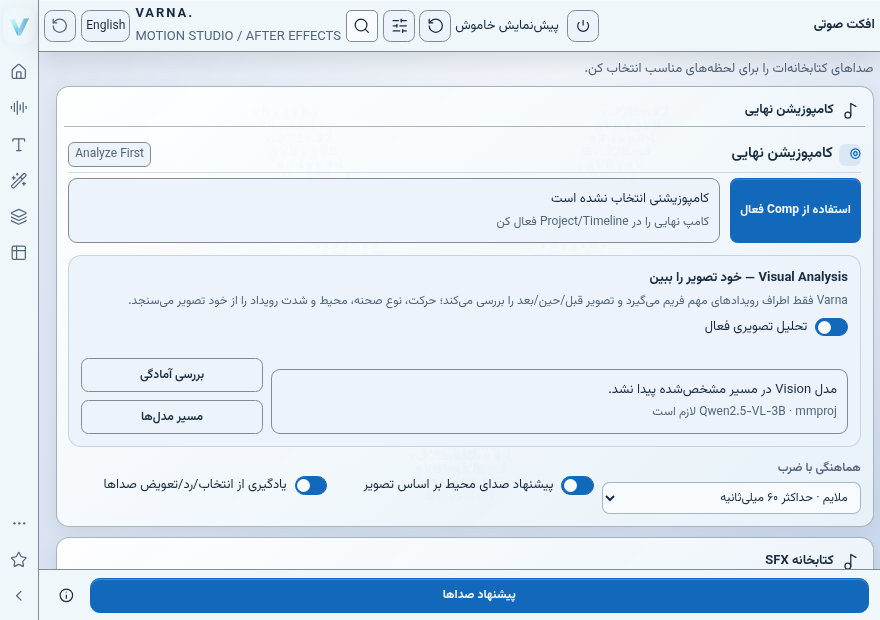 افکت صوتی
پیش‌نمایش خاموش
VARNA.
MOTION STUDIO / AFTER EFFECTS
English
صداهای کتابخانه‌ات را برای لحظه‌های مناسب انتخاب کن.
کامپوزیشن نهایی
کامپوزیشن نهایی
Analyze First
استفاده از Comp فعال
کامپوزیشنی انتخاب نشده است
کامپ نهایی را در Project/Timeline فعال کن
Visual Analysis — خود تصویر را ببین
Varna فقط اطراف رویدادهای مهم فریم می‌گیرد و تصویر قبل/حین/بعد را بررسی می‌کند؛ حرکت، نوع صحنه، محیط و شدت رویداد را از خود تصویر می‌سنجد.
تحلیل تصویری فعال
مدل Vision در مسیر مشخص‌شده پیدا نشد.
Qwen2.5-VL-3B · mmproj لازم است
بررسی آمادگی
مسیر مدل‌ها
هماهنگی با ضرب
ملایم · حداکثر ۶۰ میلی‌ثانیه
پیشنهاد صدای محیط بر اساس تصویر
یادگیری از انتخاب/رد/تعویض صداها
کتابخانه SFX
پیشنهاد صداها